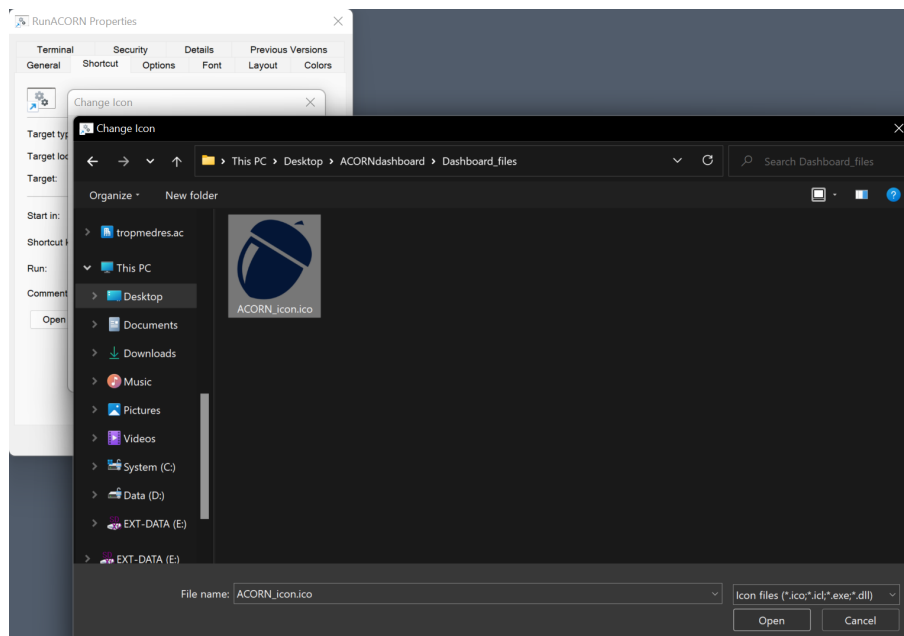 RunACORN Properties
Terminal Security Details Previous Versions
General Shortcut Options Font Layout Colors
Change Icon
Target typ
Target loc
Target:
Start in:
Shortcut k
Run:
Comment
Open
Change Icon
This PC > Desktop > ACORNdashboard > Dashboard_files
Search Dashboard_files
Organize New folder
tropmedres.ac
This PC
Desktop
Documents
Downloads
Music
Pictures
Videos
System (C:)
Data (D:)
EXT-DATA (E:)
EXT-DATA (E:)
ACORN_icon.ico
File name: ACORN_icon.ico
Icon files (*.ico;*.icl;*.exe;*.dll)
Open Cancel